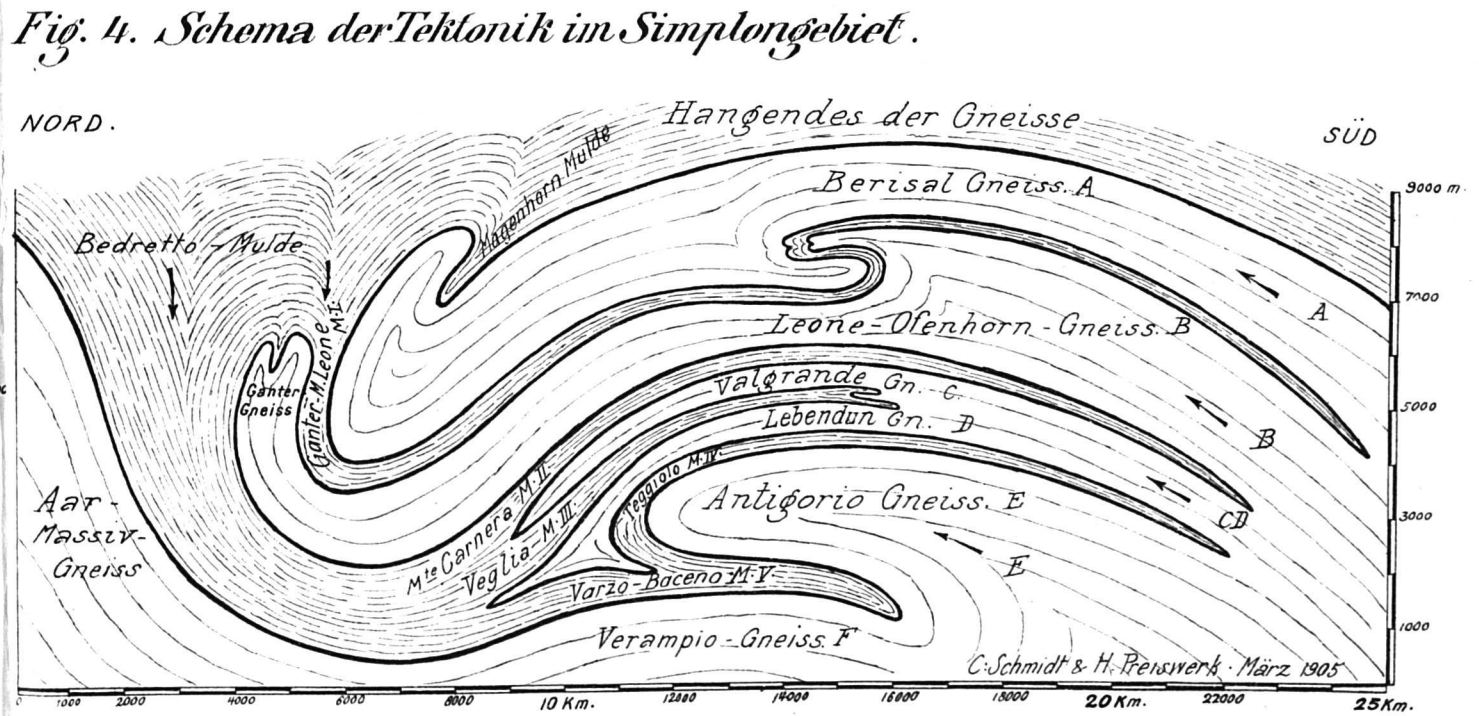 Fig. 4. Schema der Tektonik im Simplongebiet.
NORD.
Hangendes der Gneisse
SÜD
Magenhorn Mulde
Berisal Gneiss. A
9000 m.
Bedretto-Mulde
7000
A
Ganter-M.Leone M.I.
Leone-Ofenhorn-Gneiss. B
Ganter
Gneiss
Valgrande Gn. C.
5000
Lebendun Gn. D
B
Teggiolo M.IV.
Mte Carnera M.II.
Veglia-M.III.
Aar-
Massiv-
Gneiss
Antigorio Gneiss. E
CD
3000
E
Varzo-Baceno M.V.
Verampio-Gneiss. F
1000
C. Schmidt & H. Preiswerk. März 1905
0 1000 2000 4000 6000 8000 10 Km. 12000 14000 16000 18000 20 Km. 22000 25 Km.